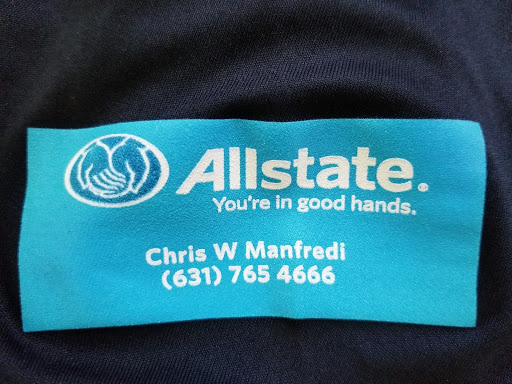 Allstate®
You're in good hands.
Chris W Manfredi
(631) 765 4666